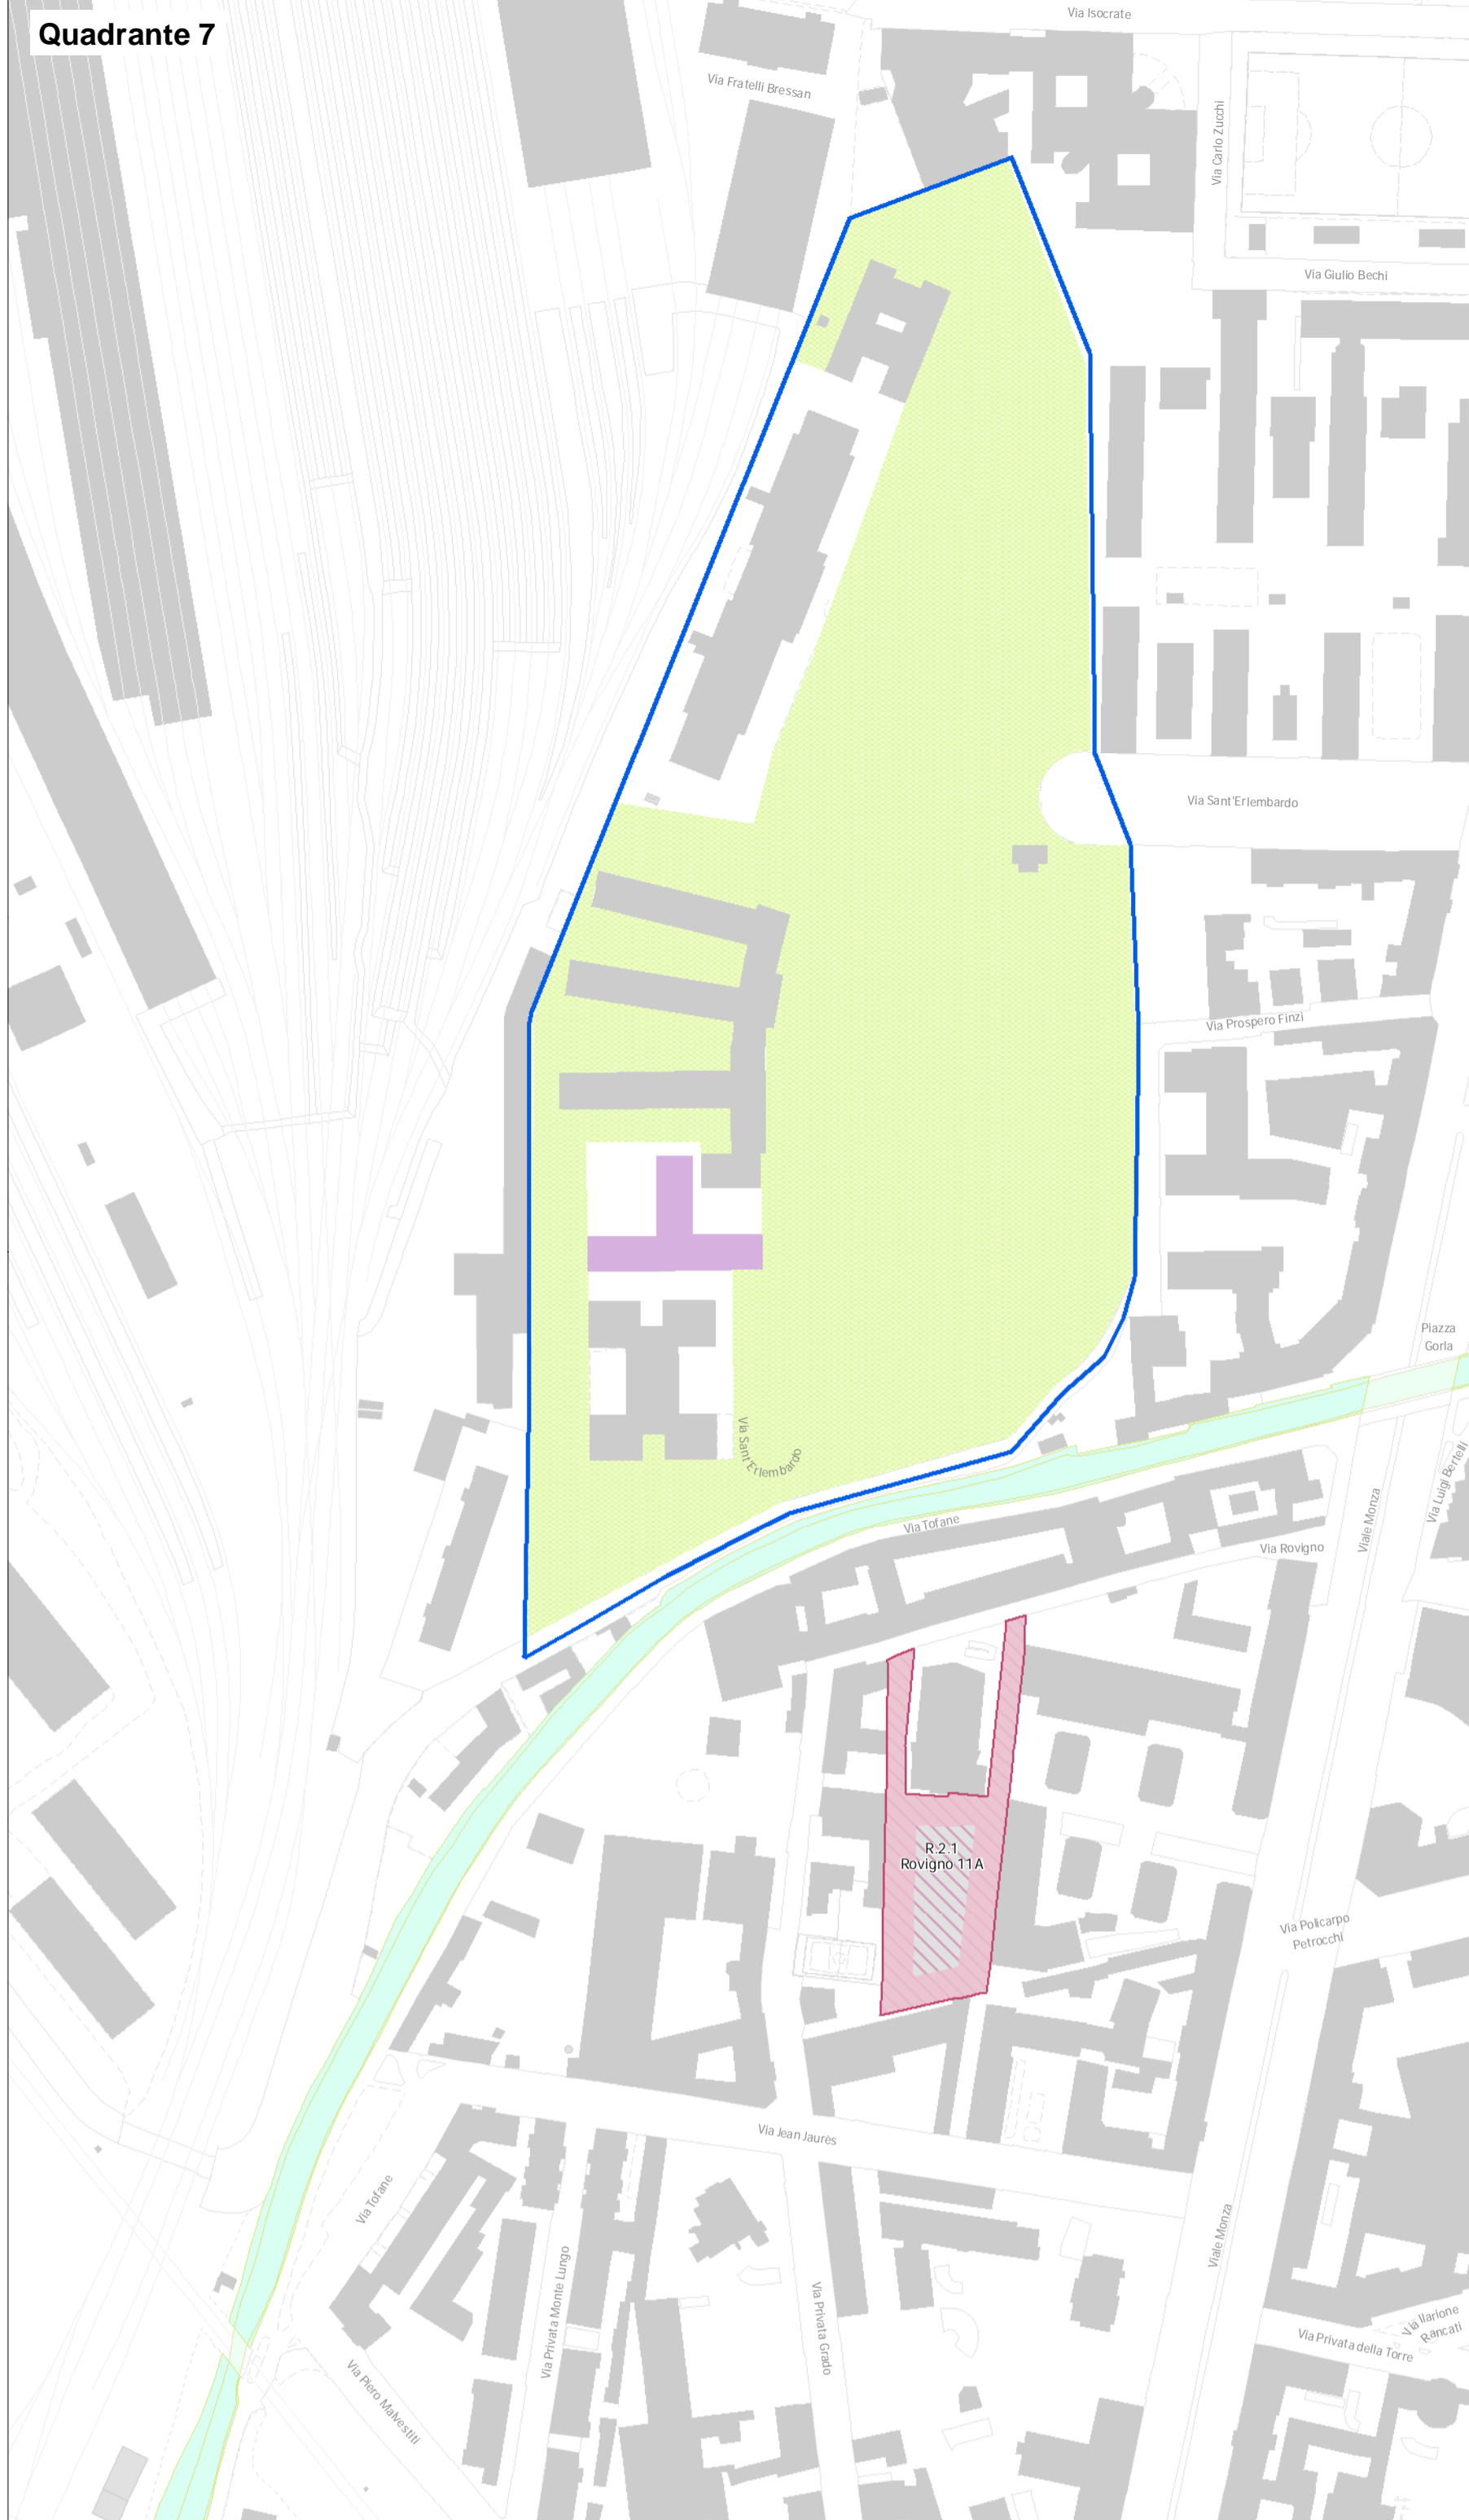 Quadrante 7
Via Isocrate
Via Fratelli Bressan
Via Carlo Zucchi
Via Giulio Bechi
Via Sant'Erlembardo
Via Prospero Finzi
Piazza
Gorla
Via Sant'Erlembardo
Via Luigi Bertelli
Viale Monza
Via Tofane
Via Rovigno
R.2.1
Rovigno 11A
Via Policarpo
Petrocchi
Via Jean Jaurès
Via Tofane
Viale Monza
Via Privata Monte Lungo
Via Privata Grado
Via Ilarione
Rancati
Via Privata della Torre
Via Piero Malvestiti